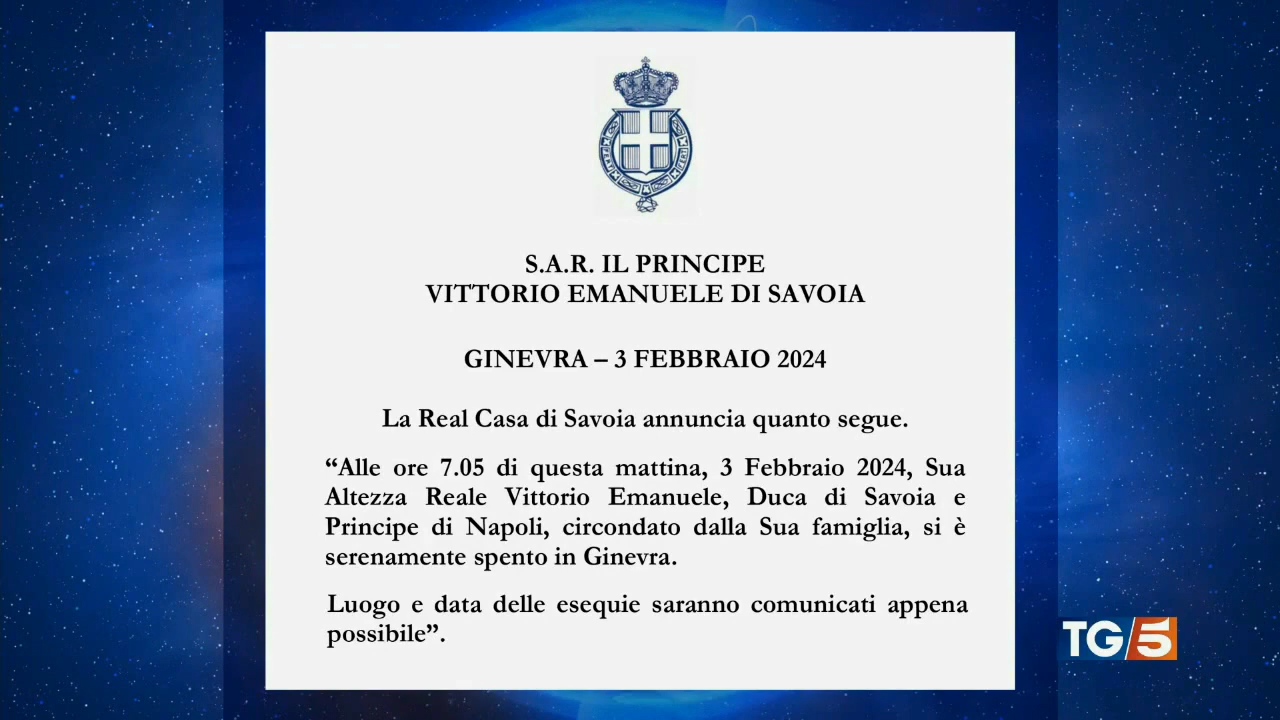 S.A.R. IL PRINCIPE
VITTORIO EMANUELE DI SAVOIA
GINEVRA – 3 FEBBRAIO 2024
La Real Casa di Savoia annuncia quanto segue.
“Alle ore 7.05 di questa mattina, 3 Febbraio 2024, Sua
Altezza Reale Vittorio Emanuele, Duca di Savoia e
Principe di Napoli, circondato dalla Sua famiglia, si è
serenamente spento in Ginevra.
Luogo e data delle esequie saranno comunicati appena
possibile”.
TG/5